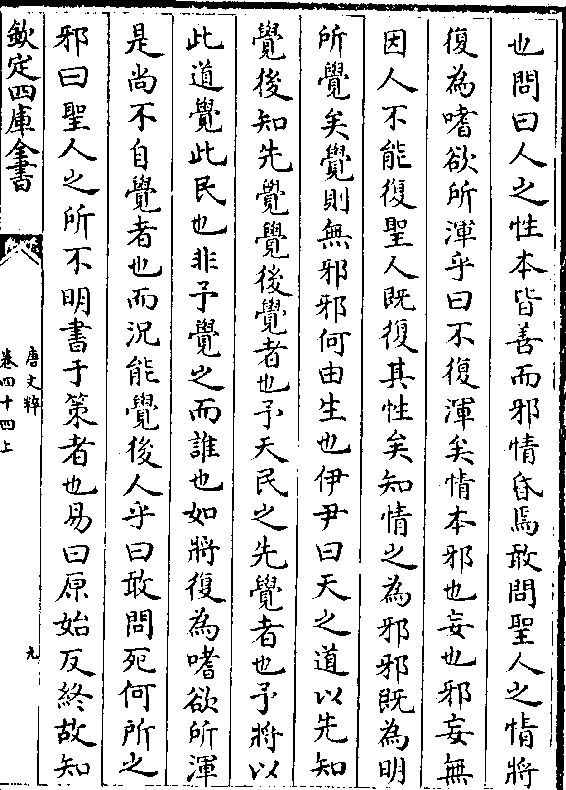 也問曰人之性本皆善而邪情昏焉敢問聖人之情將
復為嗜欲所渾乎曰不復渾矣情本邪也妄也邪妄無
因人不能復聖人既復其性矣知情之為邪邪既為明
所覺矣覺則無邪邪何由生也伊尹曰天之道以先知
覺後知先覺覺後覺者也予天民之先覺者也予將以
此道覺此民也非予覺之而誰也如將復為嗜欲所渾
是尚不自覺者也而況能覺後人乎曰敢問死何所之
邪曰聖人之所不明書于策者也易曰原始反終故知
欽定四庫全書
唐文粹
卷四十四上
九